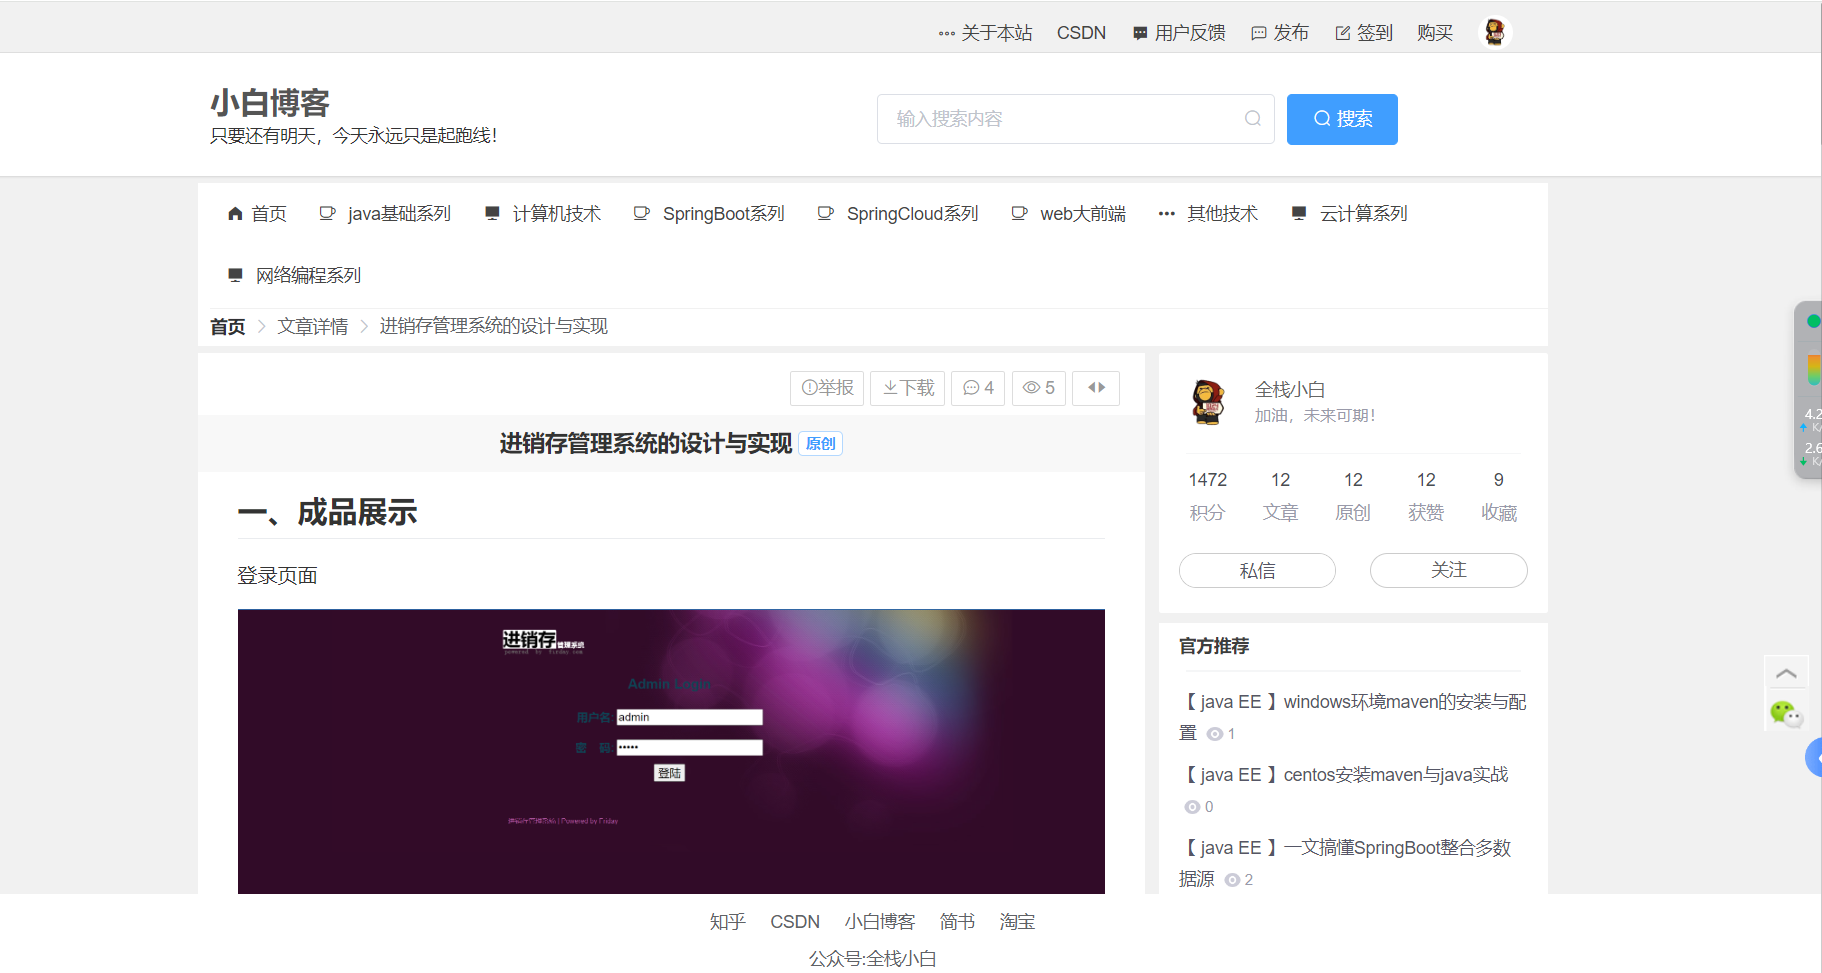 关于本站 CSDN 用户反馈 发布 签到 购买
小白博客
只要还有明天，今天永远只是起跑线！
输入搜索内容 搜索
首页 java基础系列 计算机技术 SpringBoot系列 SpringCloud系列 web大前端 其他技术 云计算系列
网络编程系列
首页 文章详情 进销存管理系统的设计与实现
举报 下载 4 5
进销存管理系统的设计与实现 原创
一、成品展示
登录页面
进销存管理系统
powered by firday.com
Admin Login
用户名: admin
密 码: •••••
登陆
进销存管理系统 | Powered by Friday
全栈小白
加油，未来可期！
1472 12 12 12 9
积分 文章 原创 获赞 收藏
私信 关注
官方推荐
【 java EE 】windows环境maven的安装与配
置 1
【 java EE 】centos安装maven与java实战
0
【 java EE 】一文搞懂SpringBoot整合多数
据源 2
4.2
K/
2.6
K/
知乎 CSDN 小白博客 简书 淘宝
公众号:全栈小白